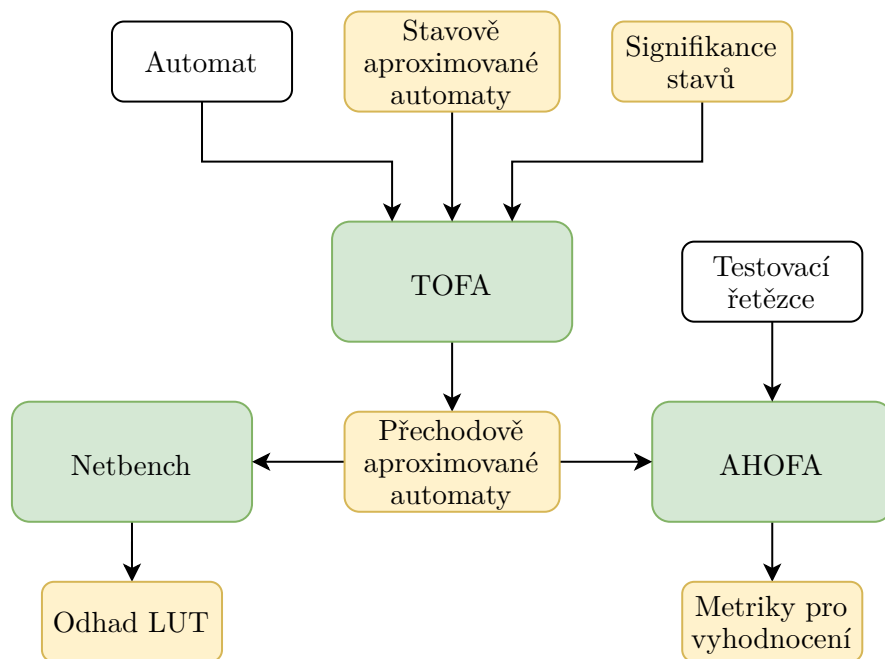 Automat
Stavově
aproximované
automaty
Signifikance
stavů
TOFA
Testovací
řetězce
Netbench
Přechodově
aproximované
automaty
AHOFA
Odhad LUT
Metriky pro
vyhodnocení